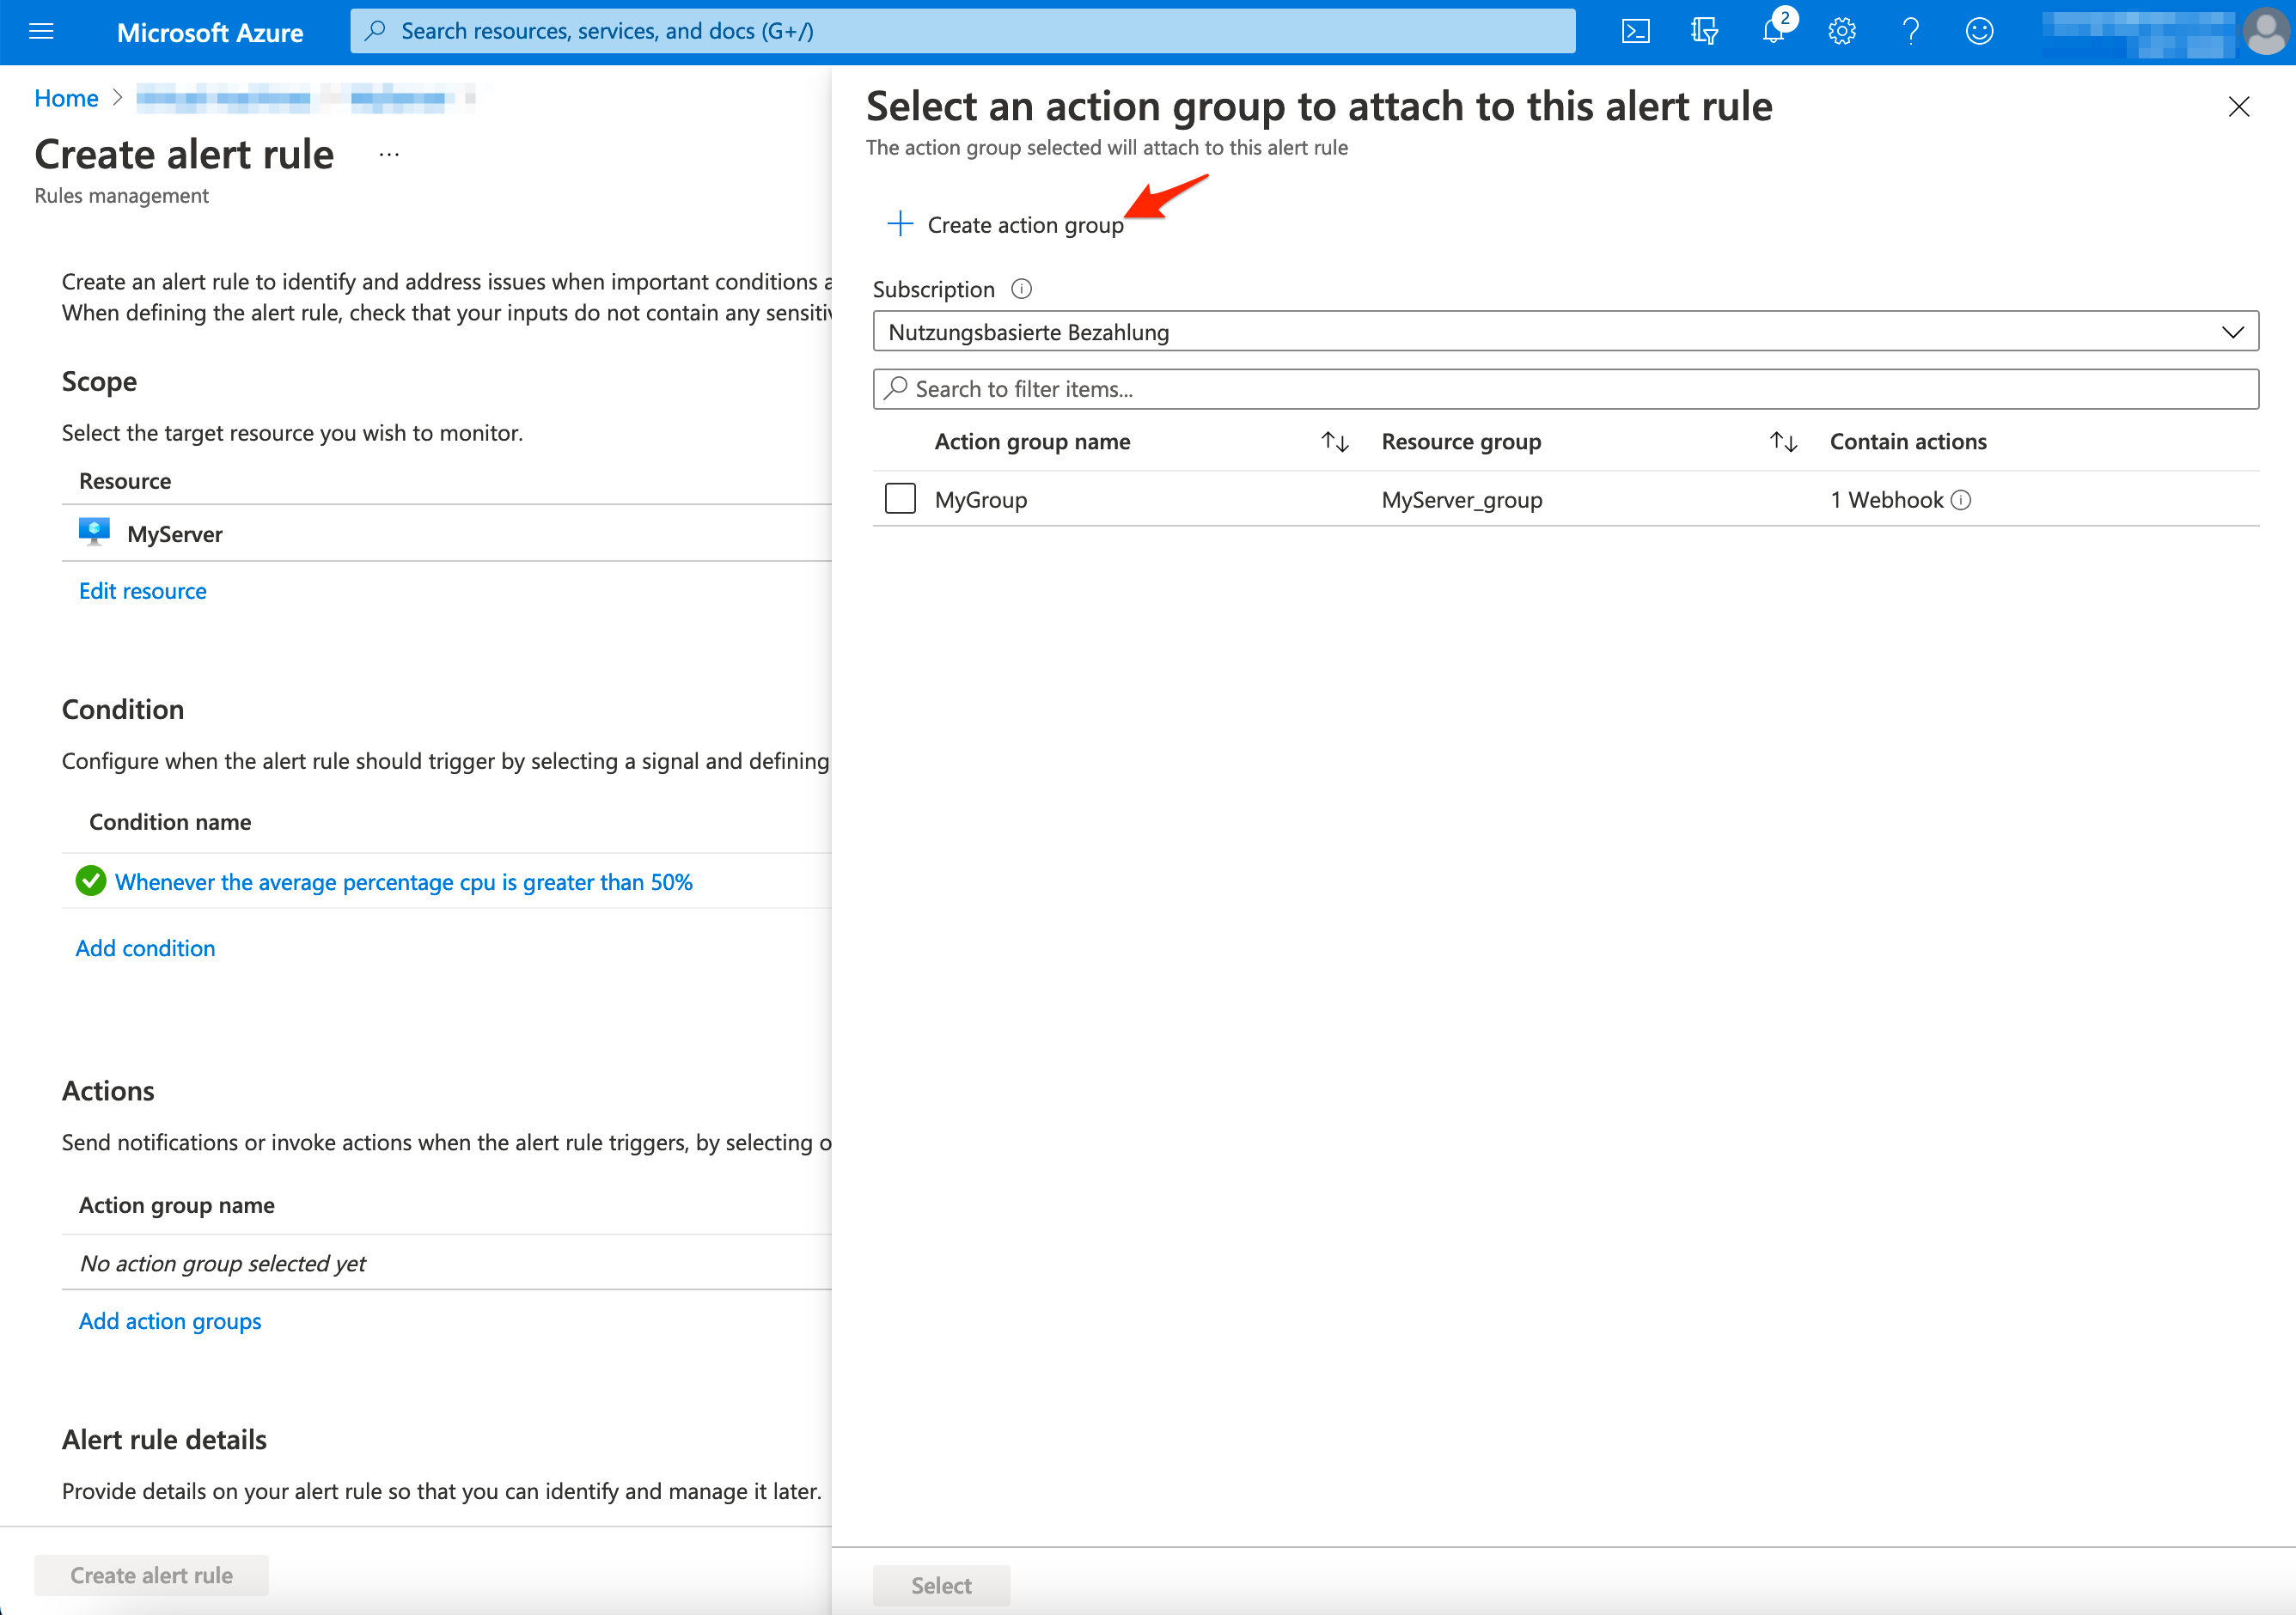 Microsoft Azure
Search resources, services, and docs (G+/)
2
Home
Create alert rule
...
Rules management
Create an alert rule to identify and address issues when important conditions a
When defining the alert rule, check that your inputs do not contain any sensitiv
Scope
Select the target resource you wish to monitor.
Resource
MyServer
Edit resource
Condition
Configure when the alert rule should trigger by selecting a signal and defining
Condition name
Whenever the average percentage cpu is greater than 50%
Add condition
Actions
Send notifications or invoke actions when the alert rule triggers, by selecting o
Action group name
No action group selected yet
Add action groups
Alert rule details
Provide details on your alert rule so that you can identify and manage it later.
Create alert rule
Select an action group to attach to this alert rule
The action group selected will attach to this alert rule
Create action group
Subscription
Nutzungsbasierte Bezahlung
Search to filter items...
Action group name Resource group Contain actions
MyGroup MyServer_group 1 Webhook
Select